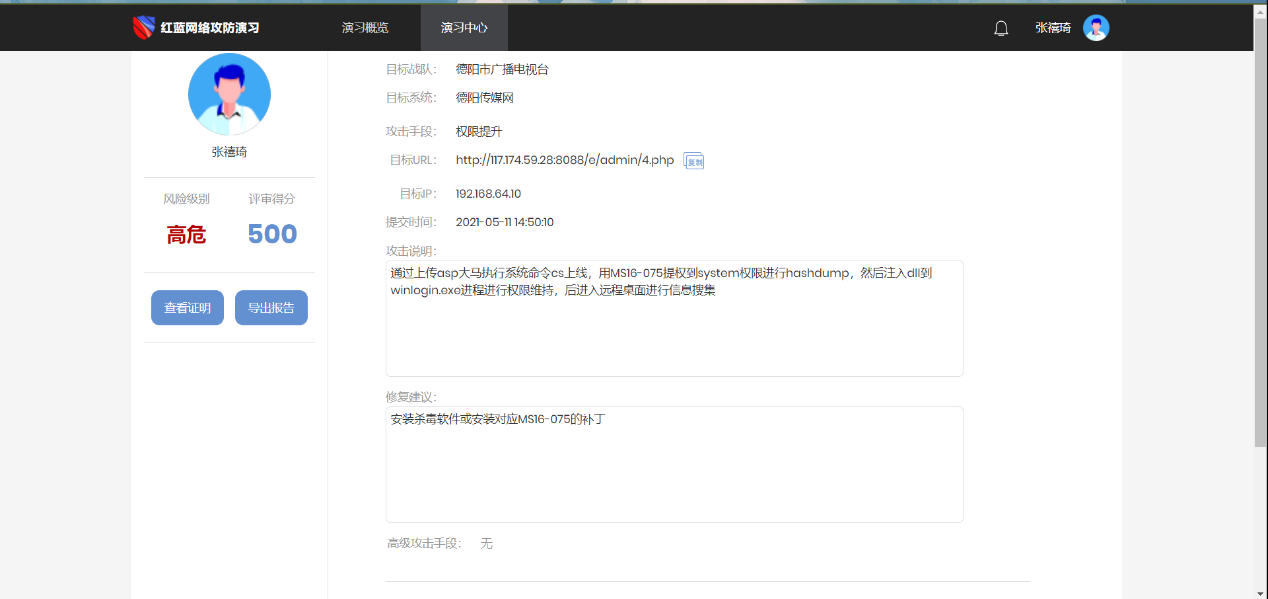 红蓝网络攻防演习 演习概览 演习中心 张禧琦
张禧琦
风险级别 评审得分
高危 500
查看证明 导出报告
目标战队： 德阳市广播电视台
目标系统： 德阳传媒网
攻击手段： 权限提升
目标URL： http://117.174.59.28:8088/e/admin/4.php 复制
目标IP： 192.168.64.10
提交时间： 2021-05-11 14:50:10
攻击说明：
通过上传asp大马执行系统命令cs上线，用MS16-075提权到system权限进行hashdump，然后注入dll到
winlogin.exe进程进行权限维持，后进入远程桌面进行信息搜集
修复建议：
安装杀毒软件或安装对应MS16-075的补丁
高级攻击手段： 无